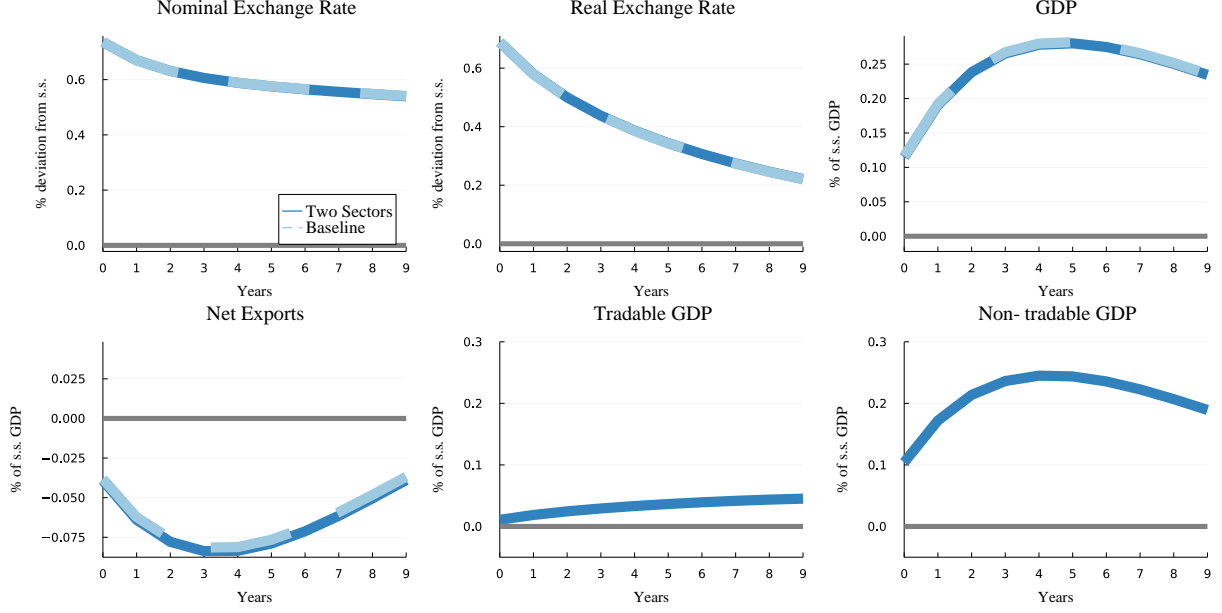 Nominal Exchange Rate
% deviation from s.s.
0.6
0.4
0.2
0.0
Two Sectors
Baseline
0 1 2 3 4 5 6 7 8 9
Years
Real Exchange Rate
% deviation from s.s.
0.6
0.4
0.2
0.0
0 1 2 3 4 5 6 7 8 9
Years
GDP
% of s.s. GDP
0.25
0.20
0.15
0.10
0.05
0.00
0 1 2 3 4 5 6 7 8 9
Years
Net Exports
% of s.s. GDP
0.025
0.000
−0.025
−0.050
−0.075
0 1 2 3 4 5 6 7 8 9
Years
Tradable GDP
% of s.s. GDP
0.3
0.2
0.1
0.0
0 1 2 3 4 5 6 7 8 9
Years
Non- tradable GDP
% of s.s. GDP
0.3
0.2
0.1
0.0
0 1 2 3 4 5 6 7 8 9
Years